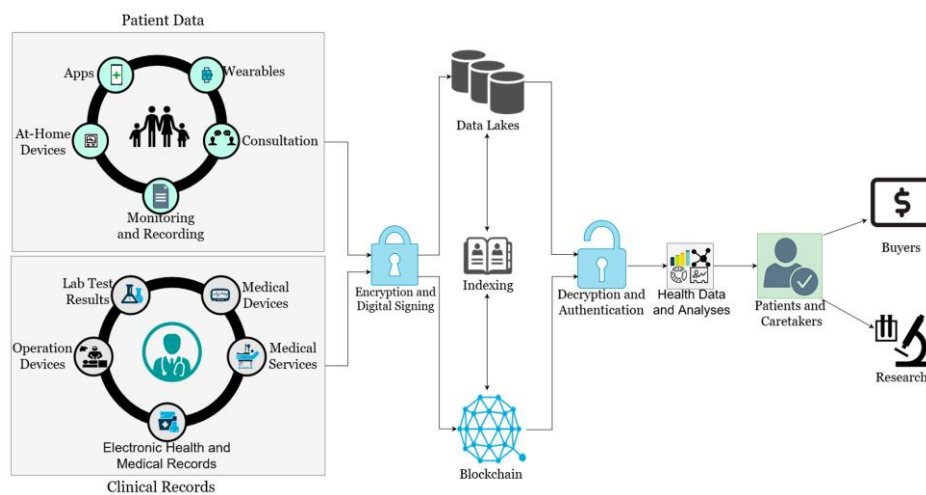 Patient Data
Apps
Wearables
At-Home
Devices
Consultation
Monitoring
and Recording
Lab Test
Results
Medical
Devices
Operation
Devices
Medical
Services
Electronic Health and
Medical Records
Clinical Records
Encryption and
Digital Signing
Data Lakes
Indexing
Blockchain
Decryption and
Authentication
Health Data
and Analyses
Patients and
Caretakers
$
Buyers
Research